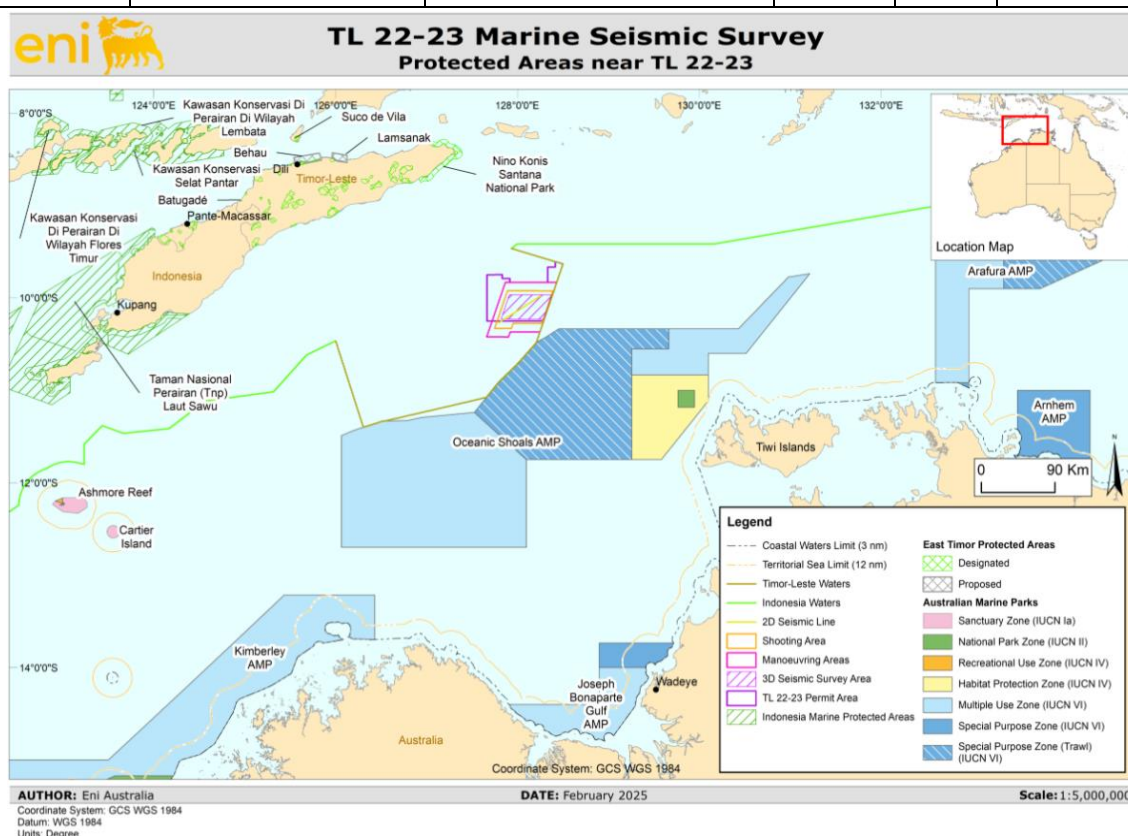 eni
TL 22-23 Marine Seismic Survey
Protected Areas near TL 22-23
124°0'0"E
126°0'0"E
128°0'0"E
130°0'0"E
132°0'0"E
8°0'0"S
10°0'0"S
12°0'0"S
14°0'0"S
Kawasan Konservasi Di
Perairan Di Wilayah
Lembata
Suco de Vila
Lamsanak
Behau
Dili
Timor-Leste
Kawasan Konservasi
Selat Pantar
Nino Konis
Santana
National Park
Batugadé
Pante-Macassar
Kawasan Konservasi
Di Perairan Di
Wilayah Flores
Timur
Indonesia
Kupang
Taman Nasional
Perairan (Tnp)
Laut Sawu
Location Map
Arafura AMP
Oceanic Shoals AMP
Tiwi Islands
Arnhem
AMP
0 90 Km
N
Ashmore Reef
Cartier
Island
Kimberley
AMP
Joseph
Bonaparte
Gulf
AMP
Wadeye
Australia
Coordinate System: GCS WGS 1984
Legend
Coastal Waters Limit (3 nm)
Territorial Sea Limit (12 nm)
Timor-Leste Waters
Indonesia Waters
2D Seismic Line
Shooting Area
Manoeuvring Areas
3D Seismic Survey Area
TL 22-23 Permit Area
Indonesia Marine Protected Areas
East Timor Protected Areas
Designated
Proposed
Australian Marine Parks
Sanctuary Zone (IUCN Ia)
National Park Zone (IUCN II)
Recreational Use Zone (IUCN IV)
Habitat Protection Zone (IUCN IV)
Multiple Use Zone (IUCN VI)
Special Purpose Zone (IUCN VI)
Special Purpose Zone (Trawl)
(IUCN VI)
AUTHOR: Eni Australia
DATE: February 2025
Scale: 1:5,000,000
Coordinate System: GCS WGS 1984
Datum: WGS 1984
Units: Degree